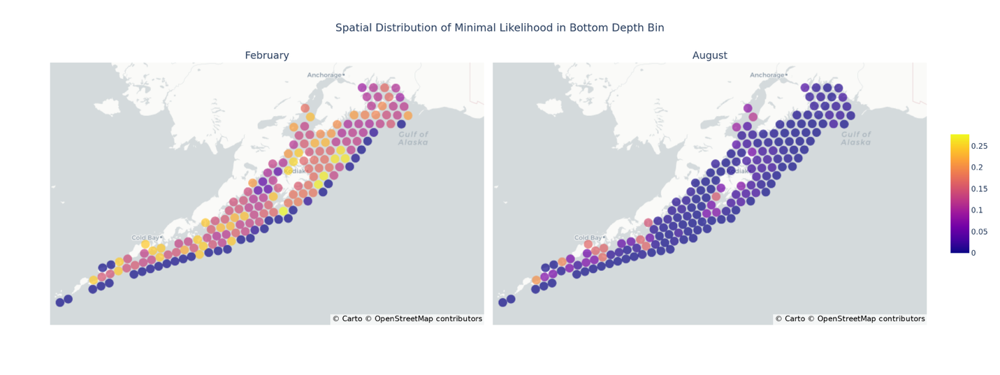 Spatial Distribution of Minimal Likelihood in Bottom Depth Bin
February
August
Anchorage
Gulf of
Alaska
Kodiak
Cold Bay
© Carto © OpenStreetMap contributors
Anchorage
Gulf of
Alaska
Kodiak
Cold Bay
© Carto © OpenStreetMap contributors
0.25
0.2
0.15
0.1
0.05
0